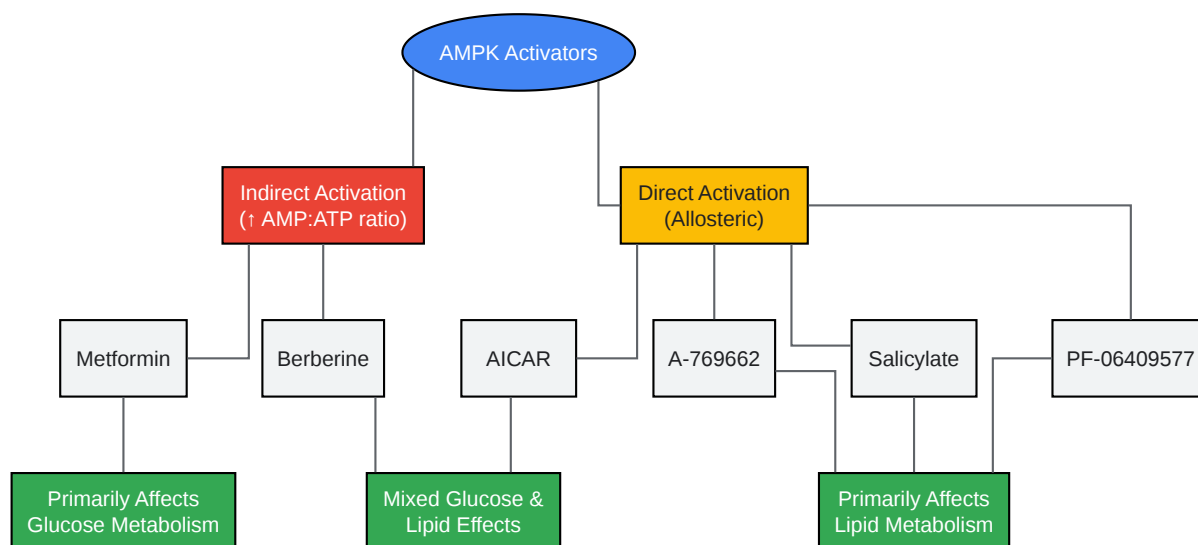 AMPK Activators
Indirect Activation
(↑ AMP:ATP ratio)
Direct Activation
(Allosteric)
Metformin
Berberine
AICAR
A-769662
Salicylate
PF-06409577
Primarily Affects
Glucose Metabolism
Mixed Glucose &
Lipid Effects
Primarily Affects
Lipid Metabolism